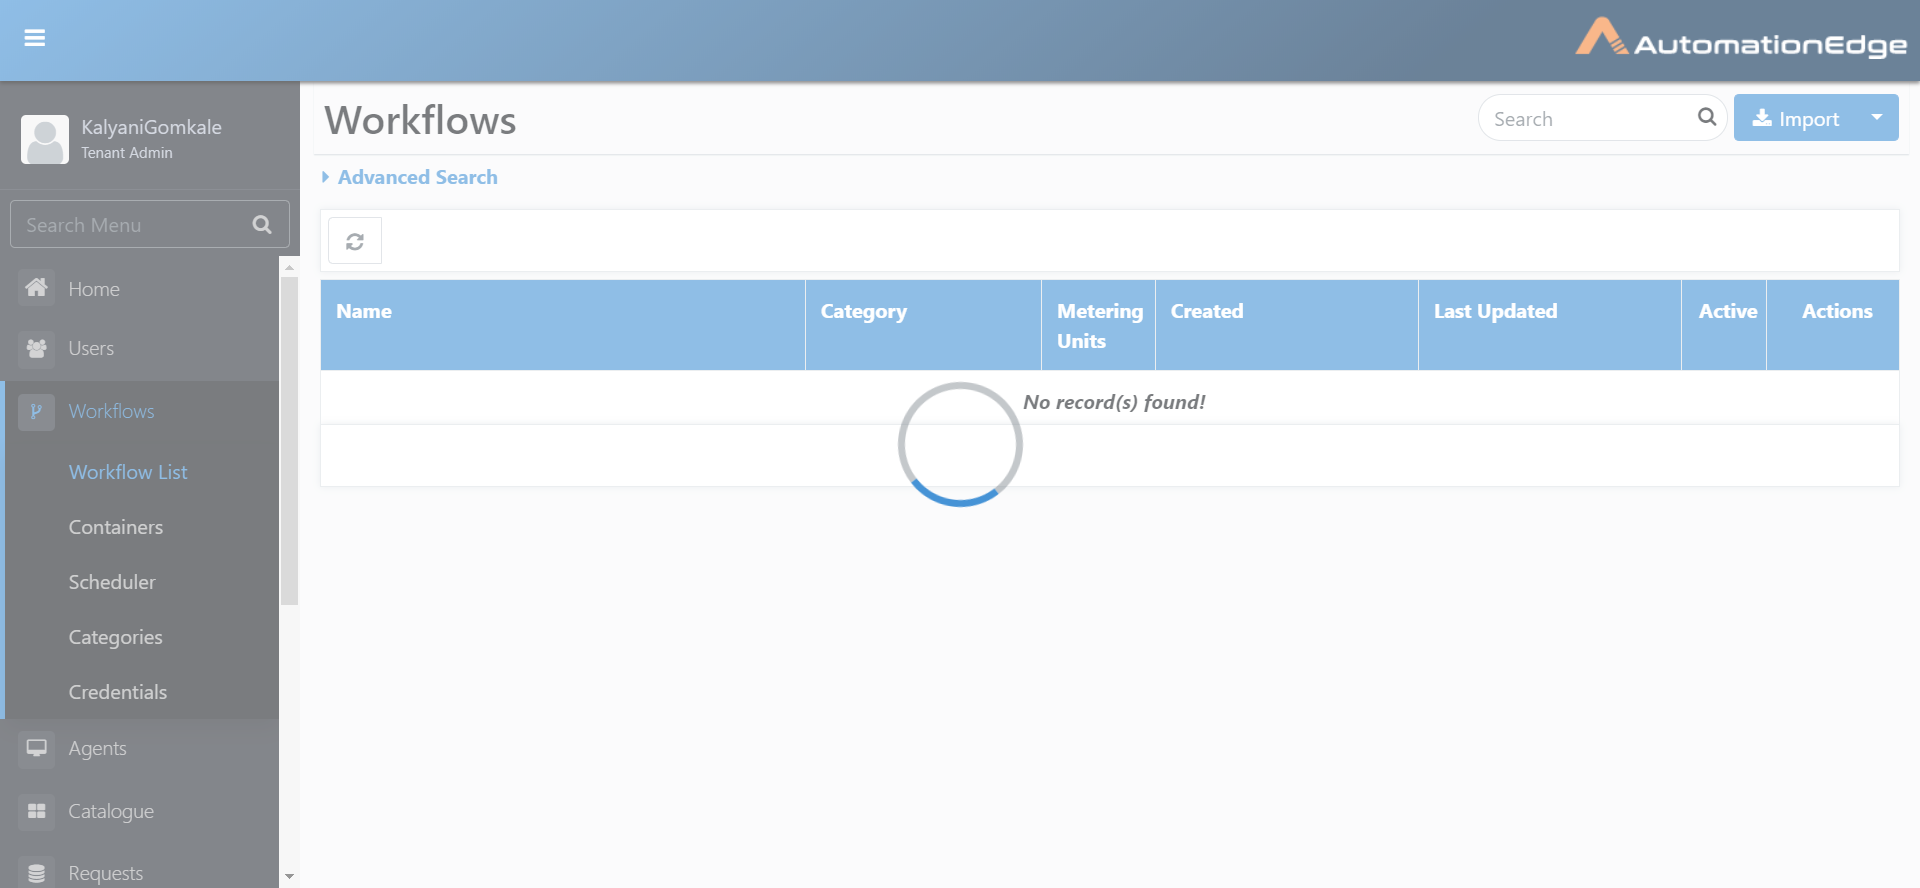 AutomationEdge
KalyaniGomkale
Tenant Admin
Search Menu
Home
Users
Workflows
Workflow List
Containers
Scheduler
Categories
Credentials
Agents
Catalogue
Requests
Workflows
Search
Import
Advanced Search
Name
Category
Metering
Units
Created
Last Updated
Active
Actions
No record(s) found!